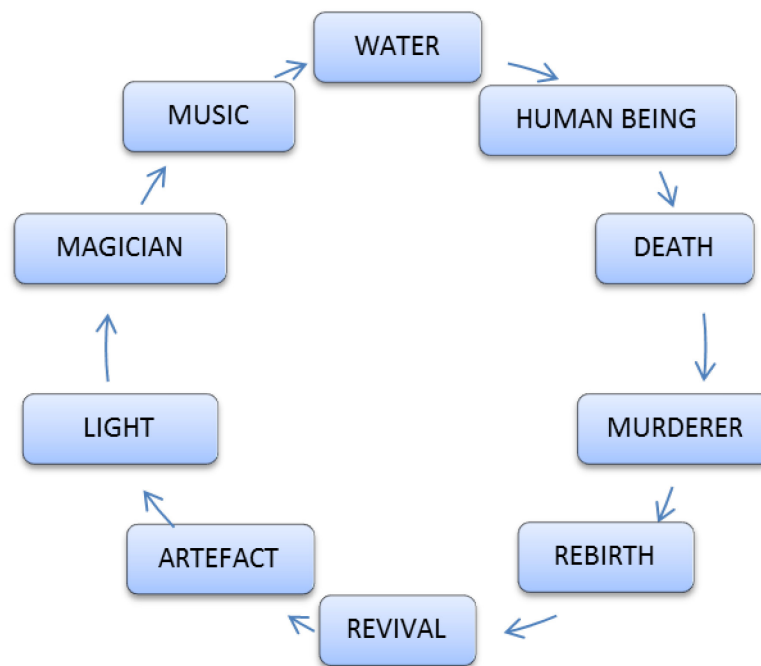 WATER
HUMAN BEING
DEATH
MURDERER
REBIRTH
REVIVAL
ARTEFACT
LIGHT
MAGICIAN
MUSIC